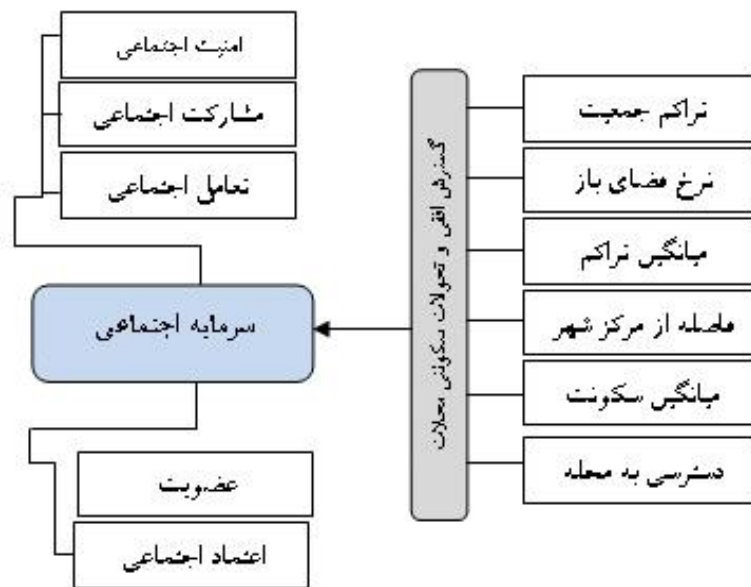 امنیت اجتماعی
مشارکت اجتماعی
تعامل اجتماعی
سرمایه اجتماعی
عضویت
اعتماد اجتماعی
گسترش افقی و تحولات سکونتی محلات
تراکم جمعیت
نرخ فضای باز
میانگین تراکم
فاصله از مرکز شهر
میانگین سکونت
دسترسی به محله